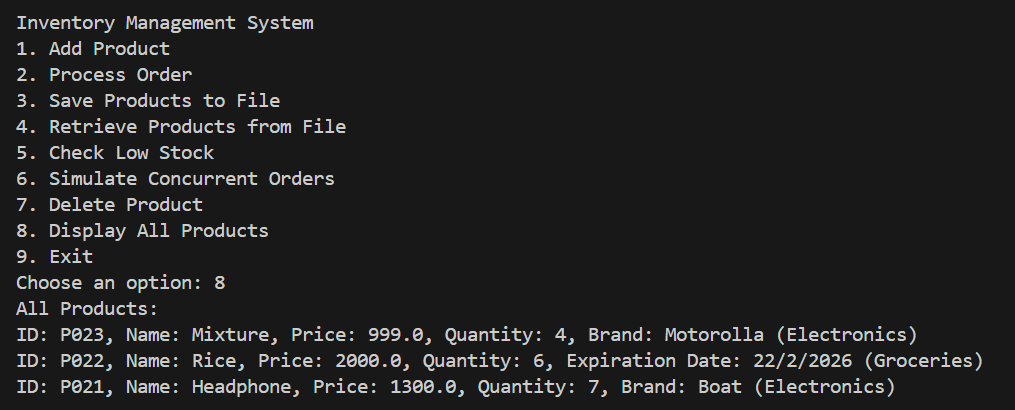 Inventory Management System
1. Add Product
2. Process Order
3. Save Products to File
4. Retrieve Products from File
5. Check Low Stock
6. Simulate Concurrent Orders
7. Delete Product
8. Display All Products
9. Exit
Choose an option: 8
All Products:
ID: P023, Name: Mixture, Price: 999.0, Quantity: 4, Brand: Motorolla (Electronics)
ID: P022, Name: Rice, Price: 2000.0, Quantity: 6, Expiration Date: 22/2/2026 (Groceries)
ID: P021, Name: Headphone, Price: 1300.0, Quantity: 7, Brand: Boat (Electronics)